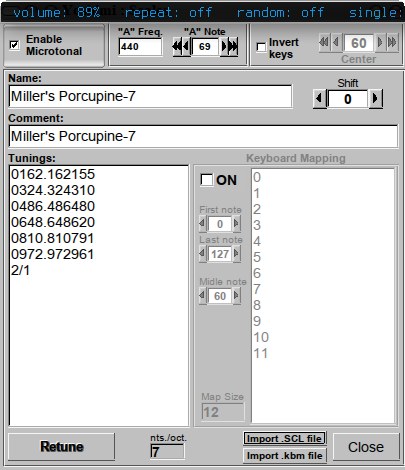 volume: 89% repeat: off random: off single:
Enable
Microtonal
"A" Freq.
440
"A" Note
69
Invert
keys
60
Center
Name:
Miller's Porcupine-7
Shift
0
Comment:
Miller's Porcupine-7
Tunings:
0162.162155
0324.324310
0486.486480
0648.648620
0810.810791
0972.972961
2/1
Keyboard Mapping
ON
First note
0
Last note
127
Midle note
60
Map Size
12
0
1
2
3
4
5
6
7
8
9
10
11
Retune
nts./oct.
7
Import .SCL file
Import .kbm file
Close